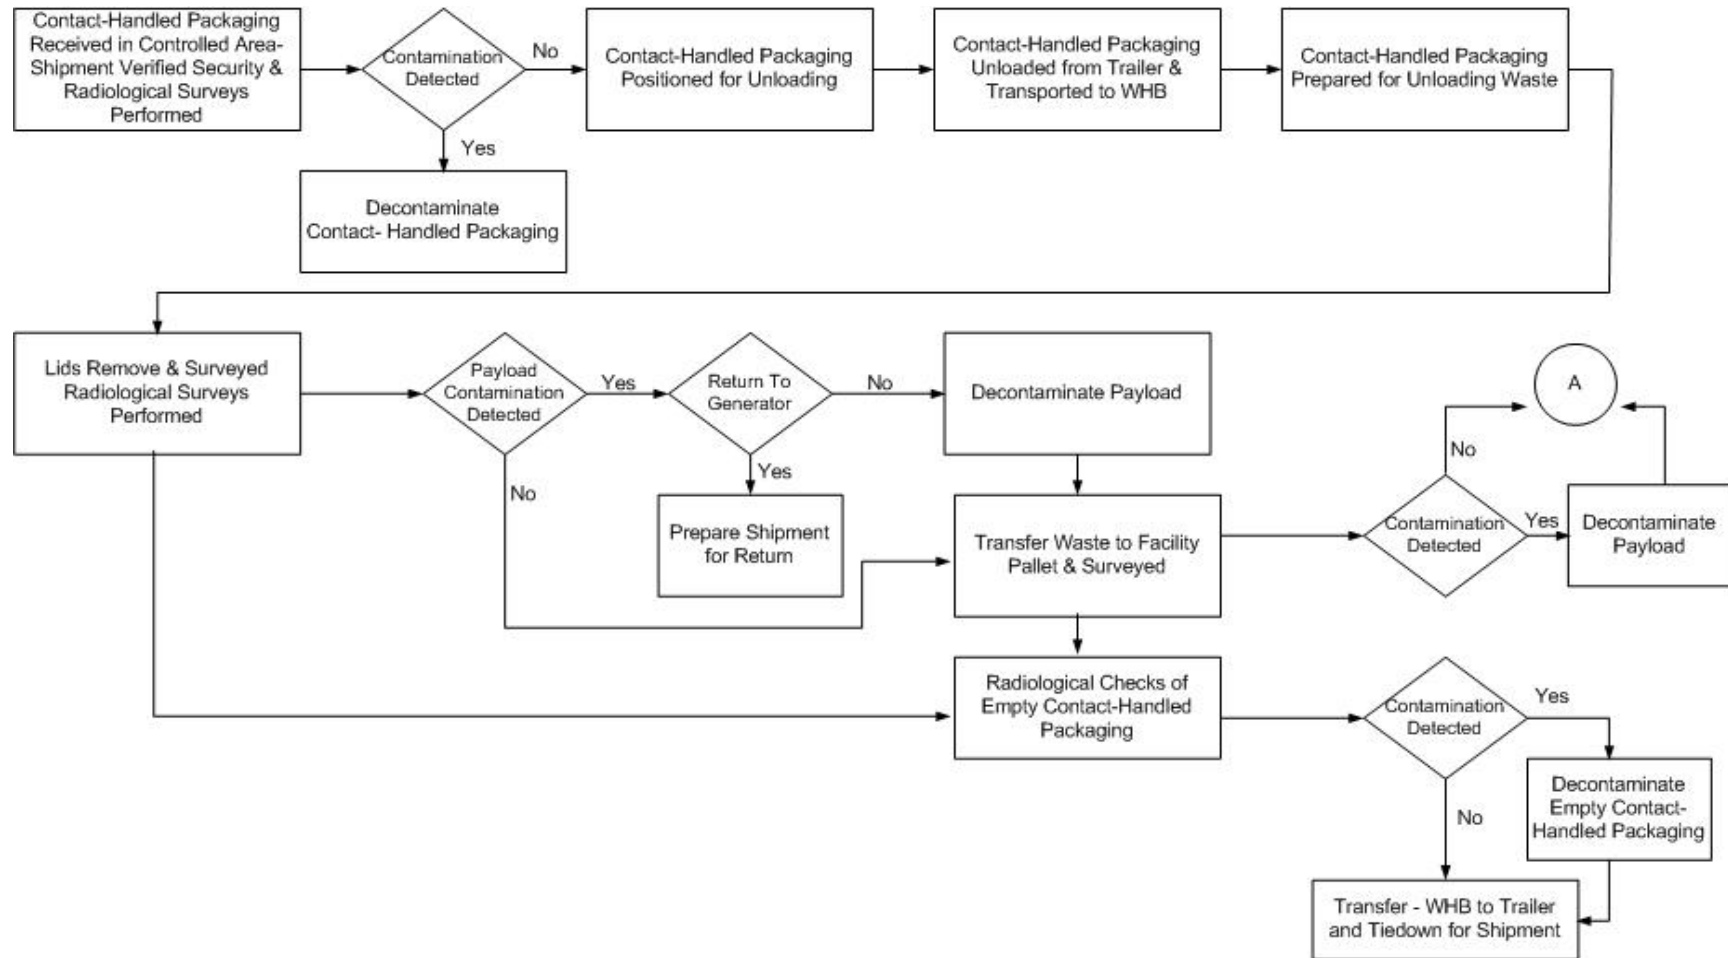 Contact-Handled Packaging
Received in Controlled Area-
Shipment Verified Security &
Radiological Surveys
Performed
Contamination
Detected
No
Yes
Contact-Handled Packaging
Positioned for Unloading
Contact-Handled Packaging
Unloaded from Trailer &
Transported to WHB
Contact-Handled Packaging
Prepared for Unloading Waste
Decontaminate
Contact- Handled Packaging
Lids Remove & Surveyed
Radiological Surveys
Performed
Payload
Contamination
Detected
Yes
No
Return To
Generator
No
Yes
Decontaminate Payload
Prepare Shipment
for Return
Transfer Waste to Facility
Pallet & Surveyed
A
No
Contamination
Detected
Yes
Decontaminate
Payload
Radiological Checks of
Empty Contact-Handled
Packaging
Contamination
Detected
Yes
No
Decontaminate
Empty Contact-
Handled Packaging
Transfer - WHB to Trailer
and Tiedown for Shipment